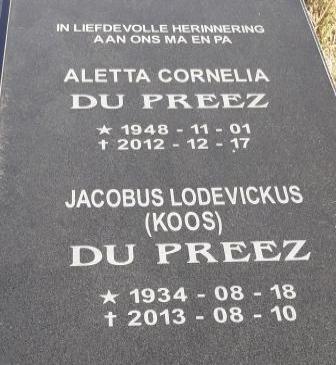 IN LIEFDEVOLLE HERINNERING
AAN ONS MA EN PA
ALETTA CORNELIA
DU PREEZ
★ 1948 - 11 - 01
✝ 2012 - 12 - 17
JACOBUS LODEVICKUS
(KOOS)
DU PREEZ
★ 1934 - 08 - 18
✝ 2013 - 08 - 10